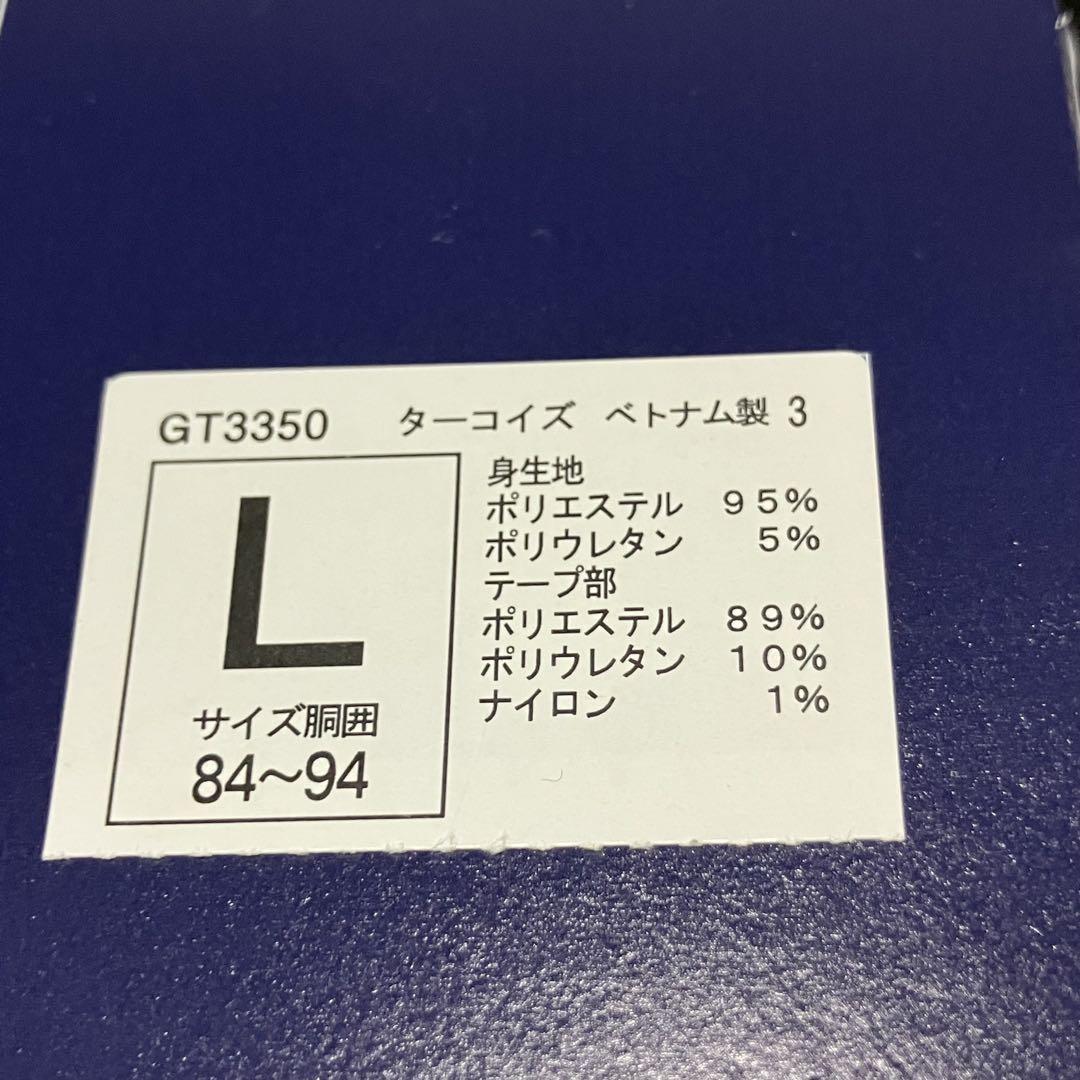 GT3350 ターコイズ ベトナム製 3
L
サイズ胴囲
84〜94
身生地
ポリエステル 95%
ポリウレタン 5%
テープ部
ポリエステル 89%
ポリウレタン 10%
ナイロン 1%